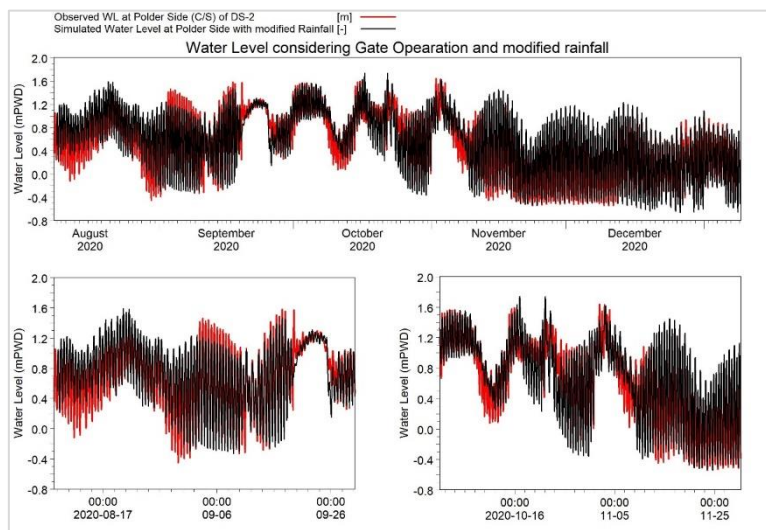 Observed WL at Polder Side (C/S) of DS-2 [m]
Simulated Water Level at Polder Side with modified Rainfall [-]
Water Level considering Gate Opearation and modified rainfall
Water Level (mPWD)
2.0
1.6
1.2
0.8
0.4
0.0
-0.4
-0.8
August September October November December
2020 2020 2020 2020 2020
Water Level (mPWD)
2.0
1.6
1.2
0.8
0.4
0.0
-0.4
-0.8
00:00 00:00 00:00
2020-08-17 09-06 09-26
Water Level (mPWD)
2.0
1.6
1.2
0.8
0.4
0.0
-0.4
-0.8
00:00 00:00 00:00
2020-10-16 11-05 11-25